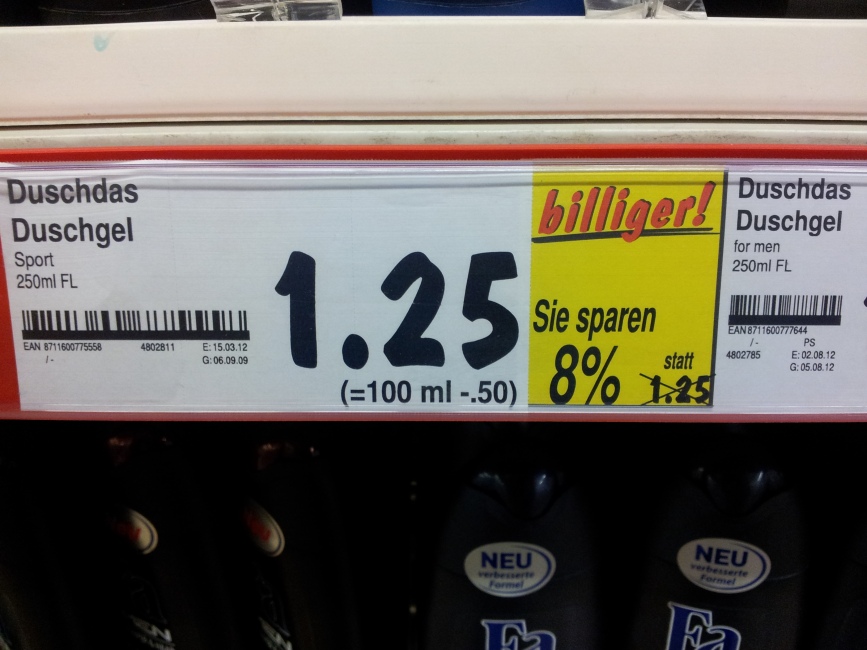 Duschdas
Duschgel
Sport
250ml FL
EAN 8711600775558 4802811 E: 15.03.12
/- G: 06.09.09
1.25
(=100 ml -.50)
billiger!
Sie sparen
8% statt
1.25
Duschdas
Duschgel
for men
250ml FL
EAN 8711600777644
/- PS
4802785 E: 02.08.12
G: 05.08.12
NEU
verbesserte
Formel
Fa
NEU
verbesserte
Formel
Fa